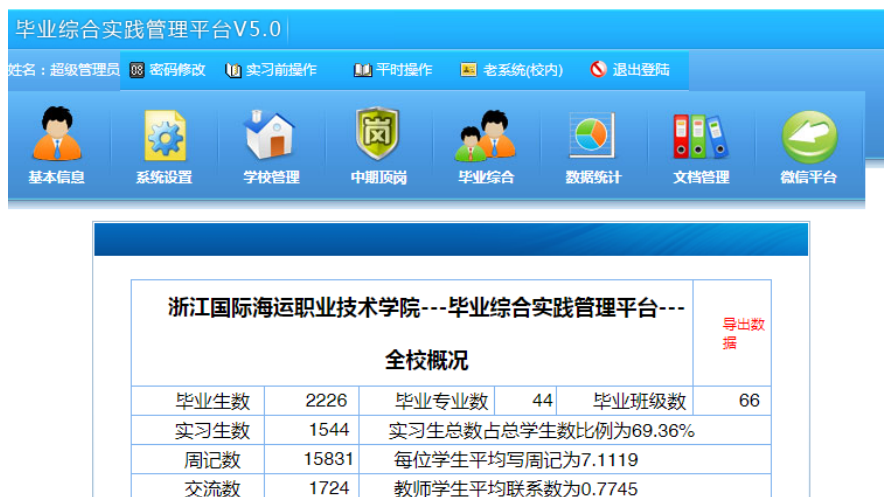 毕业综合实践管理平台V5.0
姓名：超级管理员 密码修改 实习前操作 平时操作 老系统(校内) 退出登陆
基本信息 系统设置 学校管理 中期顶岗 毕业综合 数据统计 文档管理 微信平台
浙江国际海运职业技术学院---毕业综合实践管理平台---
全校概况
导出数
据
毕业生数 2226 毕业专业数 44 毕业班级数 66
实习生数 1544 实习生总数占总学生数比例为69.36%
周记数 15831 每位学生平均写周记为7.1119
交流数 1724 教师学生平均联系数为0.7745